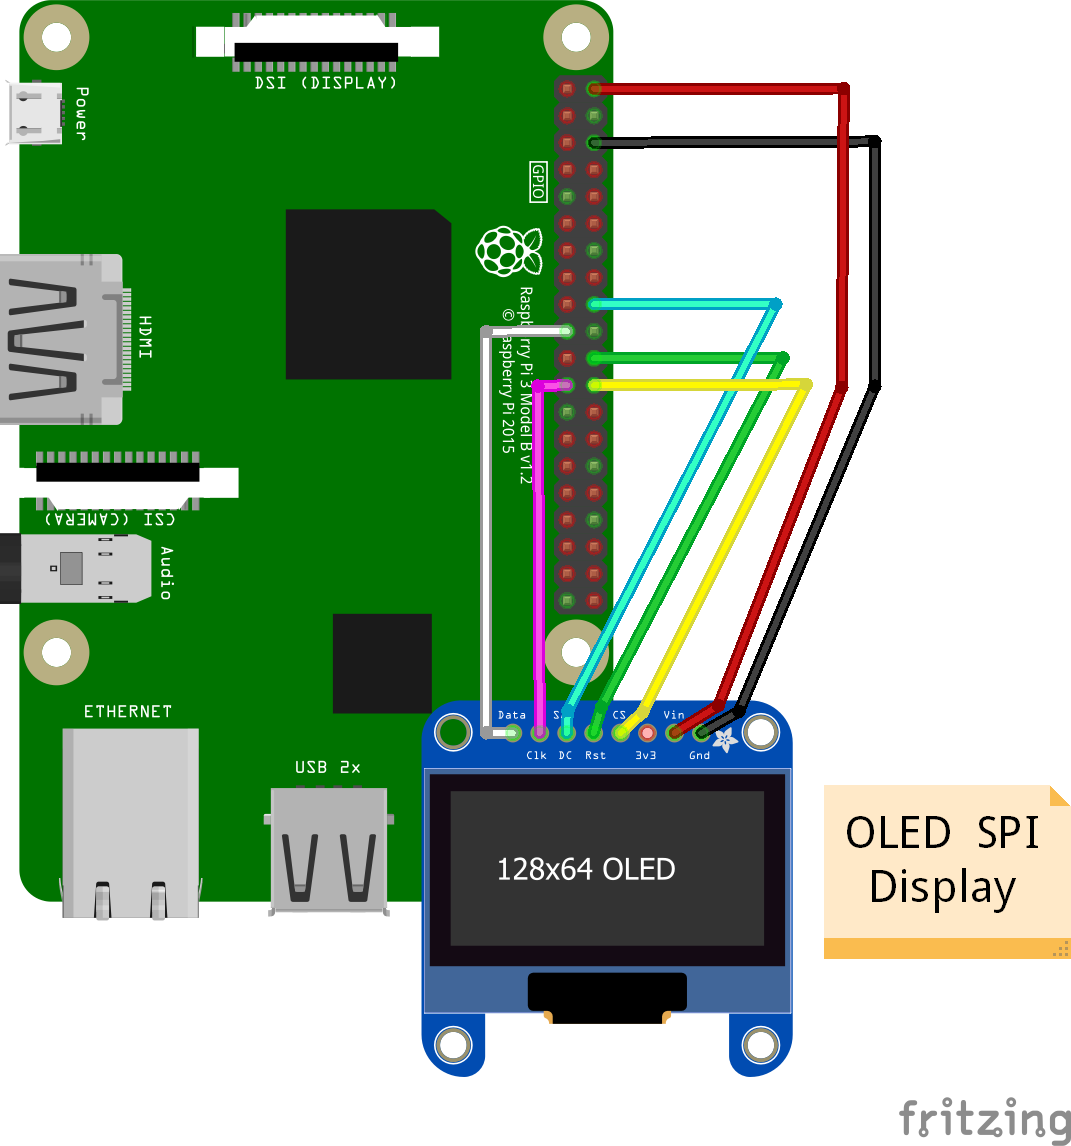 DSI (DISPLAY)
Power
GPIO
HDMI
Raspberry Pi 3 Model B v1.2
© Raspberry Pi 2015
CSI (CAMERA)
Audio
ETHERNET
USB 2x
Data
CS
Vin
Clk
DC
Rst
3v3
Gnd
128x64 OLED
OLED SPI
Display
fritzing